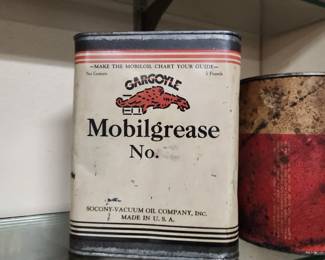 —MAKE THE MOBILOIL CHART YOUR GUIDE—
Net Contents 5 Pounds
GARGOYLE
Mobilgrease
No.
SOCONY-VACUUM OIL COMPANY, INC.
MADE IN U. S. A.